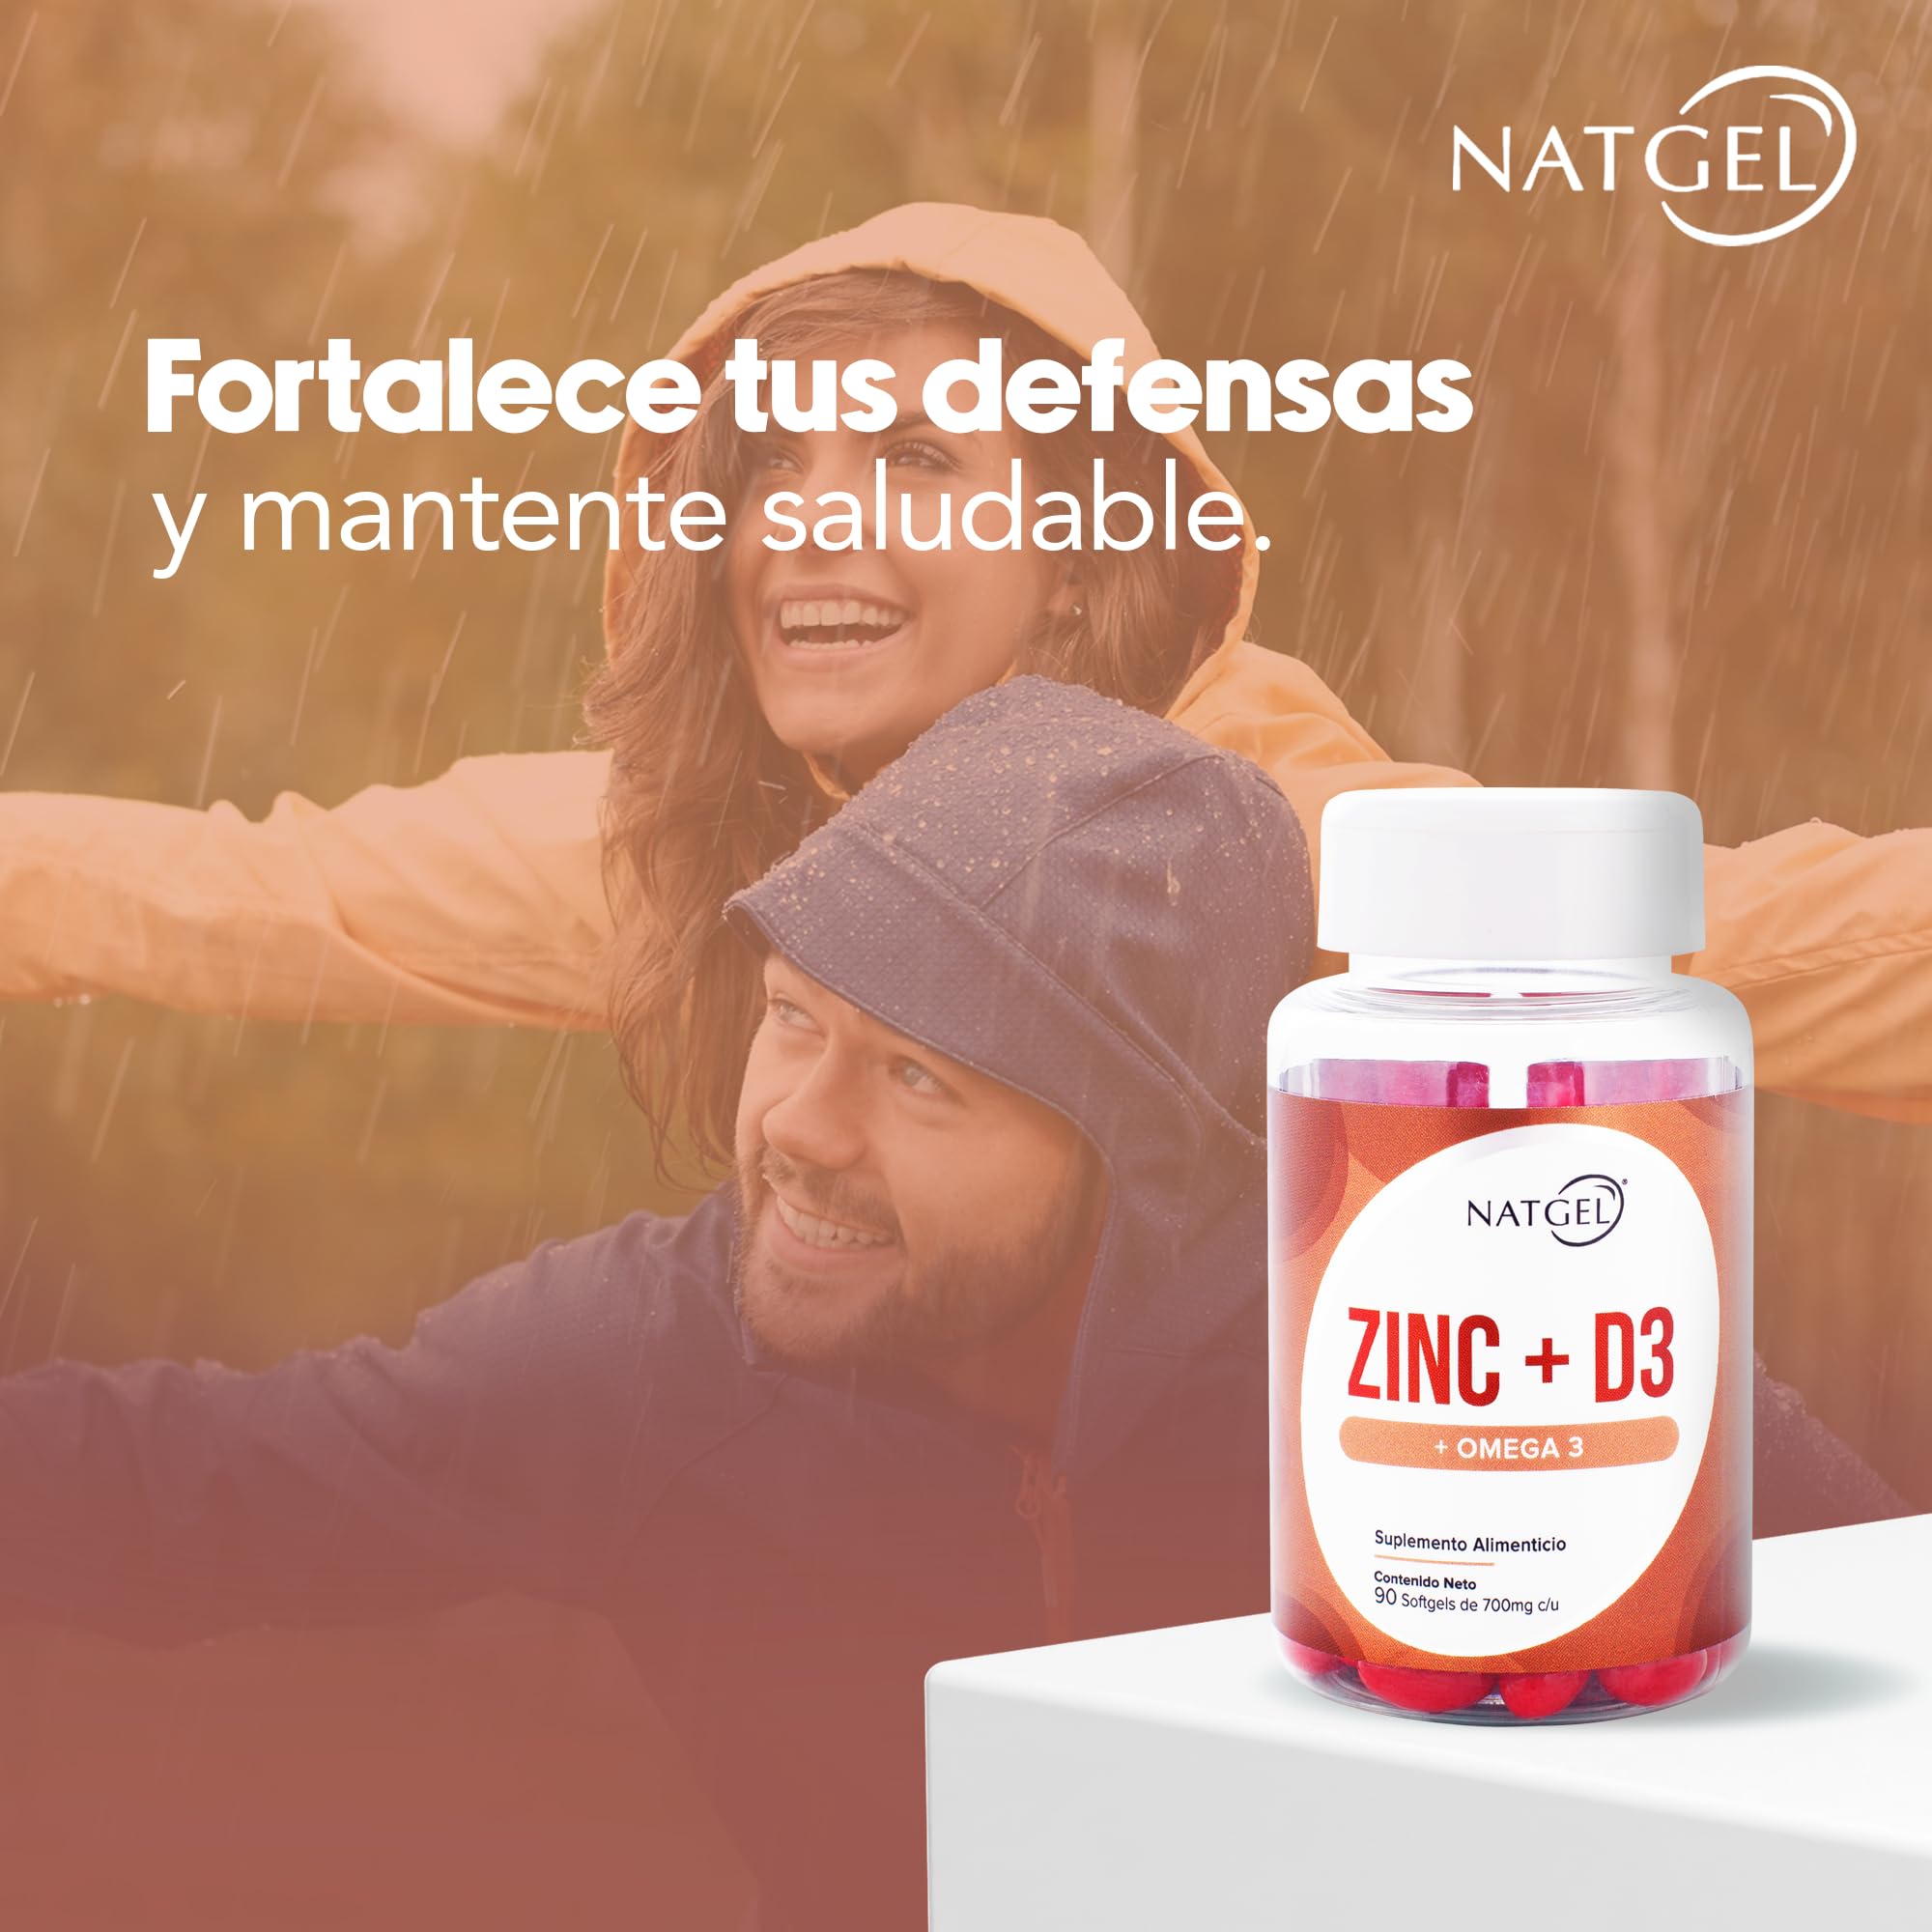 NATGEL
Fortalece tus defensas
y mantente saludable.
NATGEL®
ZINC + D3
+ OMEGA 3
Suplemento Alimenticio
Contenido Neto
90 Softgels de 700mg c/u